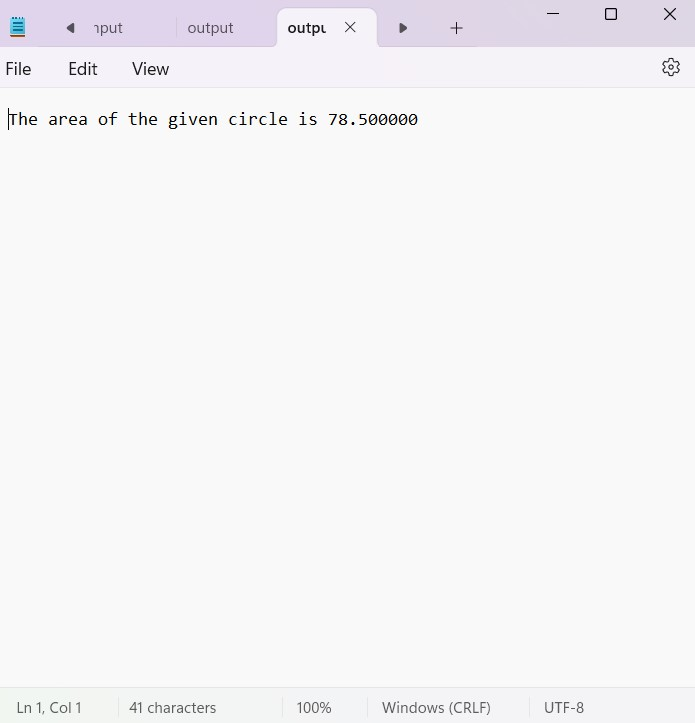 output
File Edit View
The area of the given circle is 78.500000
Ln 1, Col 1 41 characters 100% Windows (CRLF) UTF-8